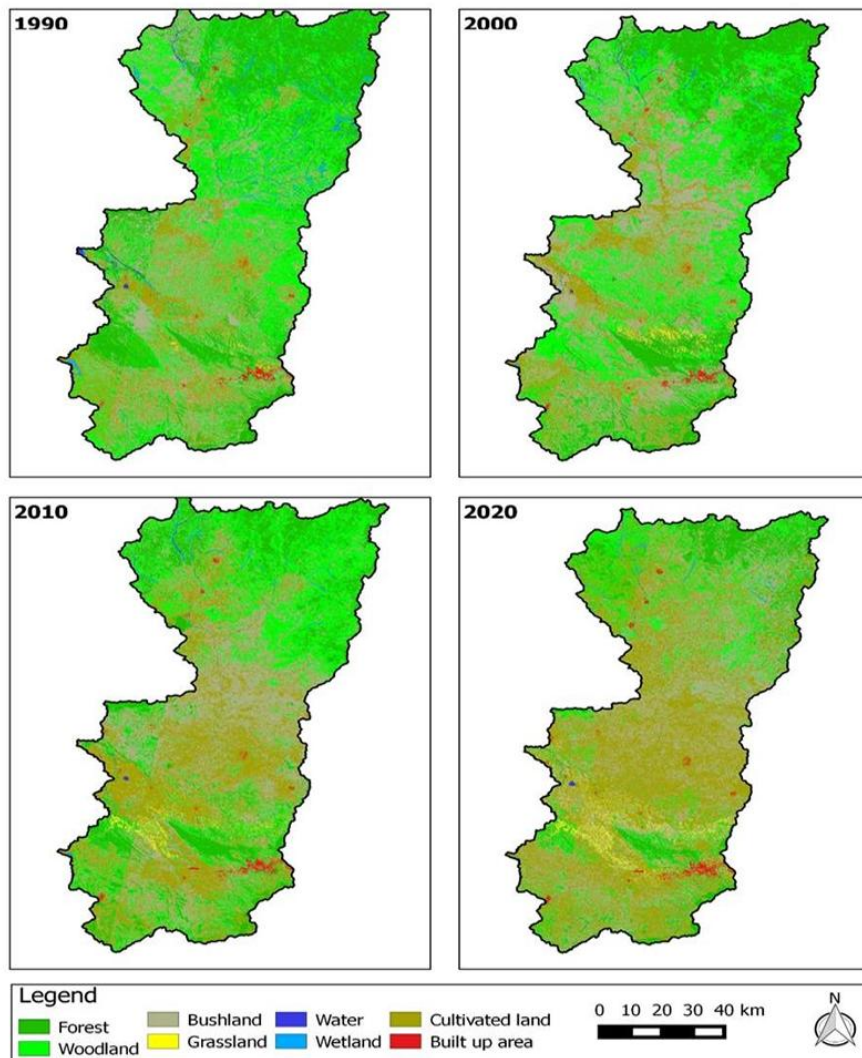 1990
2000
2010
2020
Legend
Forest
Woodland
Bushland
Grassland
Water
Wetland
Cultivated land
Built up area
0 10 20 30 40 km
N